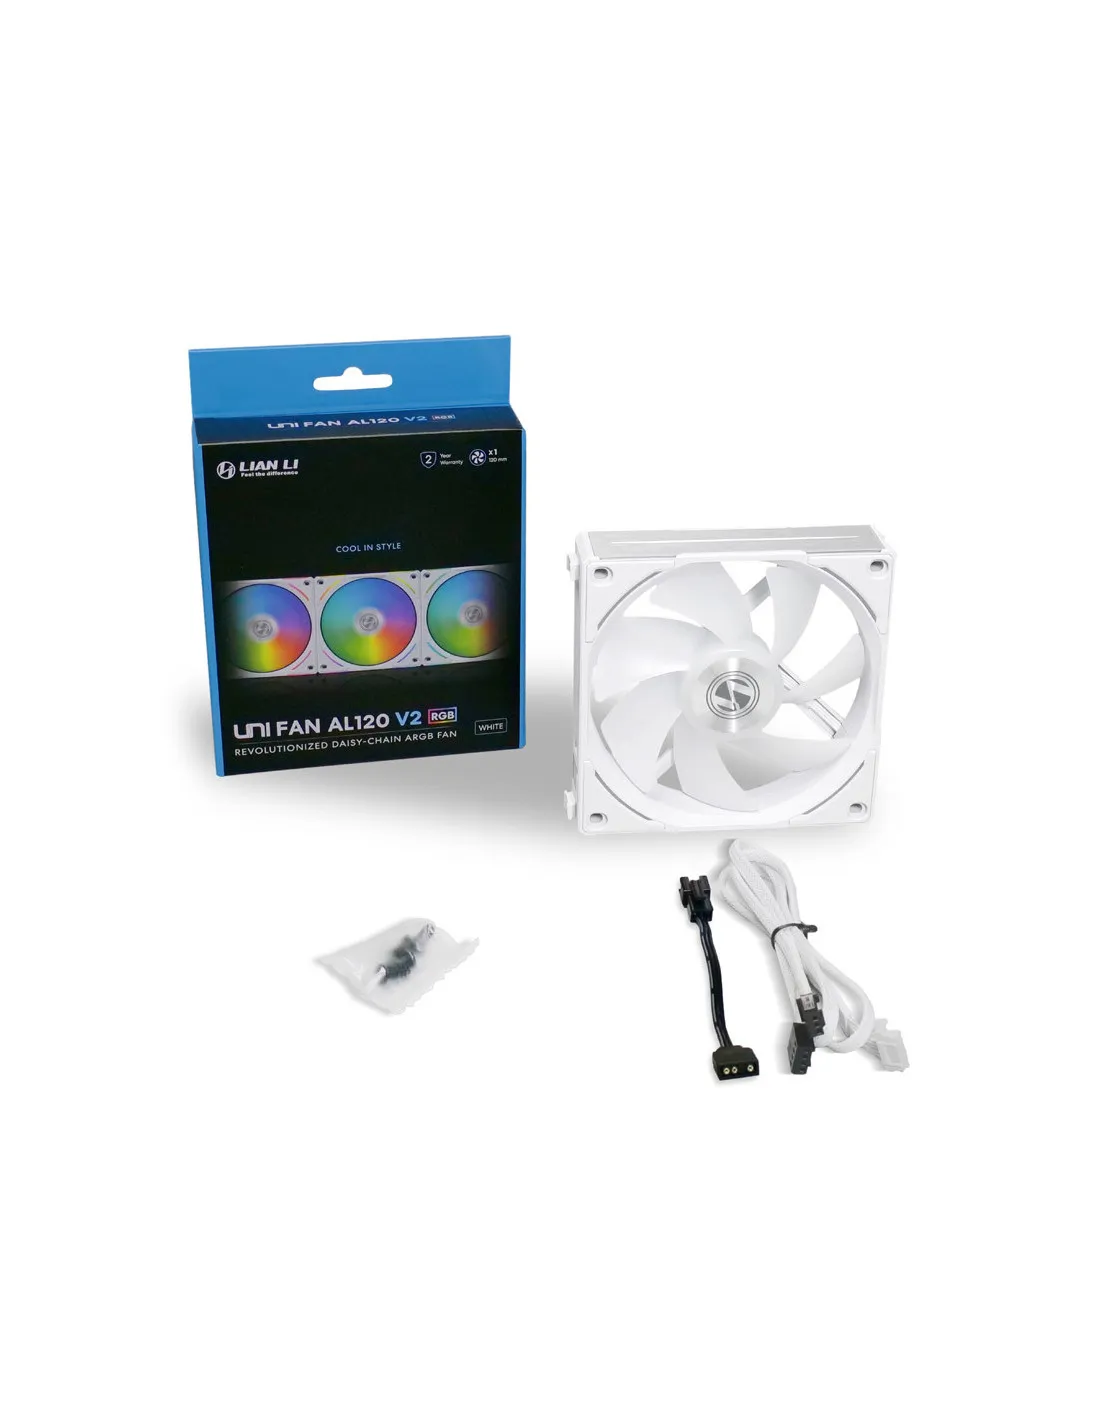 UNI FAN AL120 V2 RGB
LIAN LI
Feel the difference
2 Year Warranty
x1
120 mm
COOL IN STYLE
UNI FAN AL120 V2 RGB
REVOLUTIONIZED DAISY-CHAIN ARGB FAN
WHITE